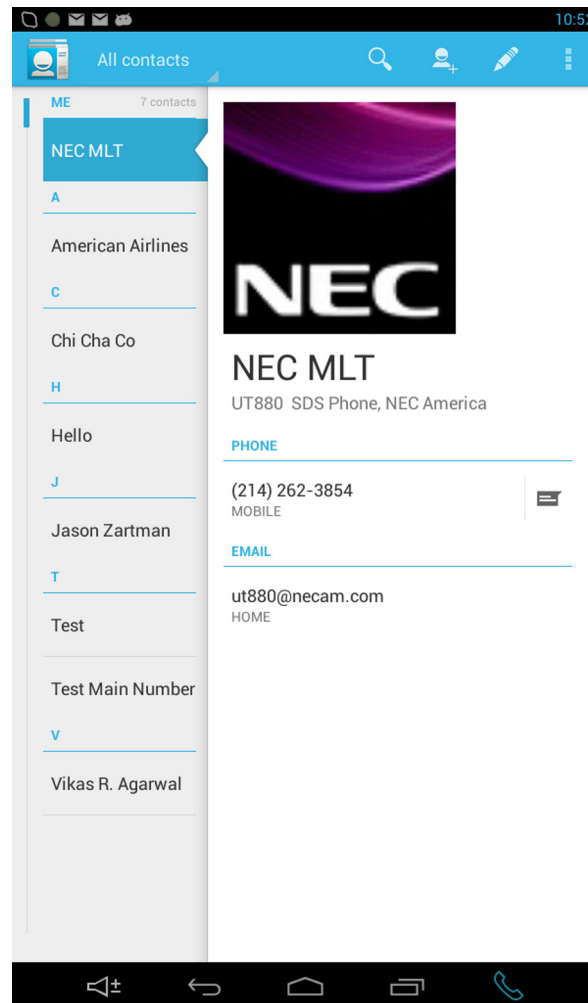 10:52
All contacts
ME 7 contacts
NEC MLT
A
American Airlines
C
Chi Cha Co
H
Hello
J
Jason Zartman
T
Test
Test Main Number
V
Vikas R. Agarwal
NEC
NEC MLT
UT880 SDS Phone, NEC America
PHONE
(214) 262-3854
MOBILE
EMAIL
ut880@necam.com
HOME